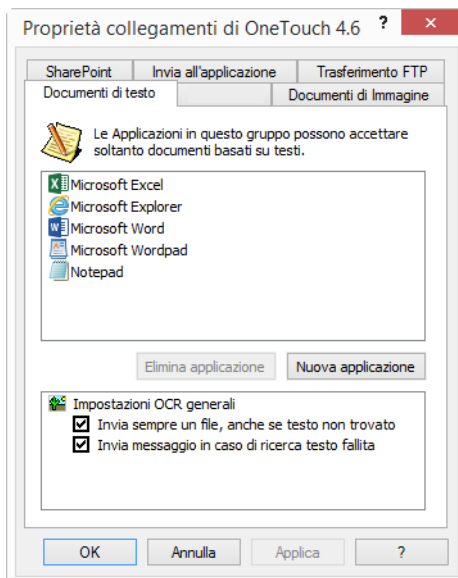 Proprietà collegamenti di OneTouch 4.6 ? ×
SharePoint Invia all'applicazione Trasferimento FTP
Documenti di testo Documenti di Immagine
Le Applicazioni in questo gruppo possono accettare
soltanto documenti basati su testi.
Microsoft Excel
Microsoft Explorer
Microsoft Word
Microsoft Wordpad
Notepad
Elimina applicazione Nuova applicazione
Impostazioni OCR generali
Invia sempre un file, anche se testo non trovato
Invia messaggio in caso di ricerca testo fallita
OK Annulla Applica ?